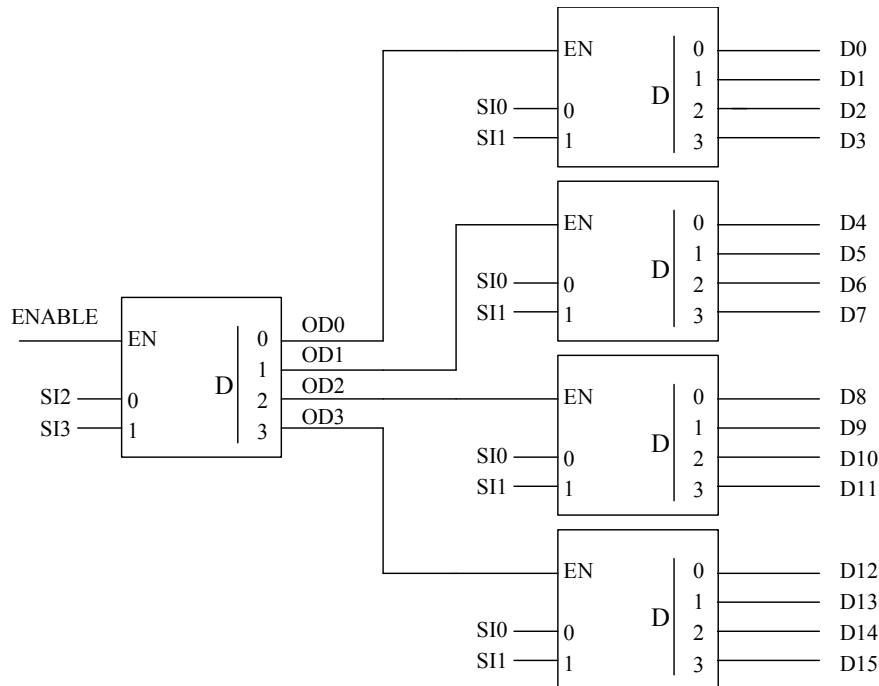 EN 0 D0
1 D1
SI0 0 D 2 D2
SI1 1 3 D3
EN 0 D4
1 D5
SI0 0 D 2 D6
SI1 1 3 D7
ENABLE EN 0 OD0
1 OD1
SI2 0 D 2 OD2
SI3 1 3 OD3
EN 0 D8
1 D9
SI0 0 D 2 D10
SI1 1 3 D11
EN 0 D12
1 D13
SI0 0 D 2 D14
SI1 1 3 D15